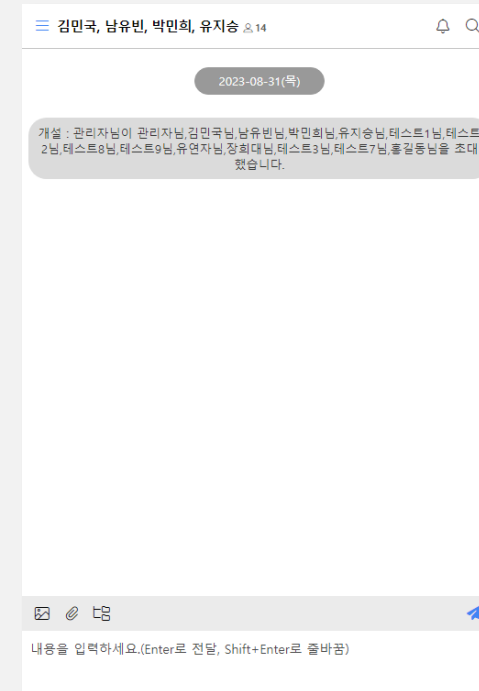 김민국, 남유빈, 박민희, 유지승 14
2023-08-31(목)
개설 : 관리자님이 관리자님,김민국님,남유빈님,박민희님,유지승님,테스트1님,테스트
2님,테스트8님,테스트9님,유연자님,장희대님,테스트3님,테스트7님,홍길동님을 초대
했습니다.
내용을 입력하세요.(Enter로 전달, Shift+Enter로 줄바꿈)